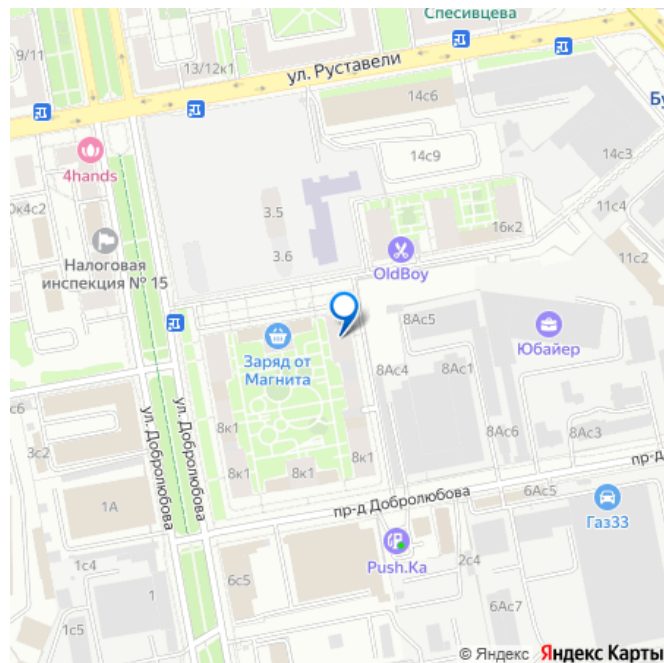 Спесивцева
9/11
13/12к1
ул. Руставели
14с6
Бу
4hands
14с9
14с3
0к4с2
3.5
16к2
11с4
3.6
OldBoy
11с2
Налоговая
инспекция № 15
8Ас5
Юбайер
Заряд от
Магнита
8Ас4
8Ас1
с6
3с2
ул. Добролюбова
ул. Добролюбова
8к1
8к1
8к1
8к1
8Ас6
8Ас3
пр-д
1А
пр-д Добролюбова
6Ас5
Газ33
Push.Ka
1с4
1
6с5
2с4
6Ас7
1с5
© Яндекс Яндекс Карты